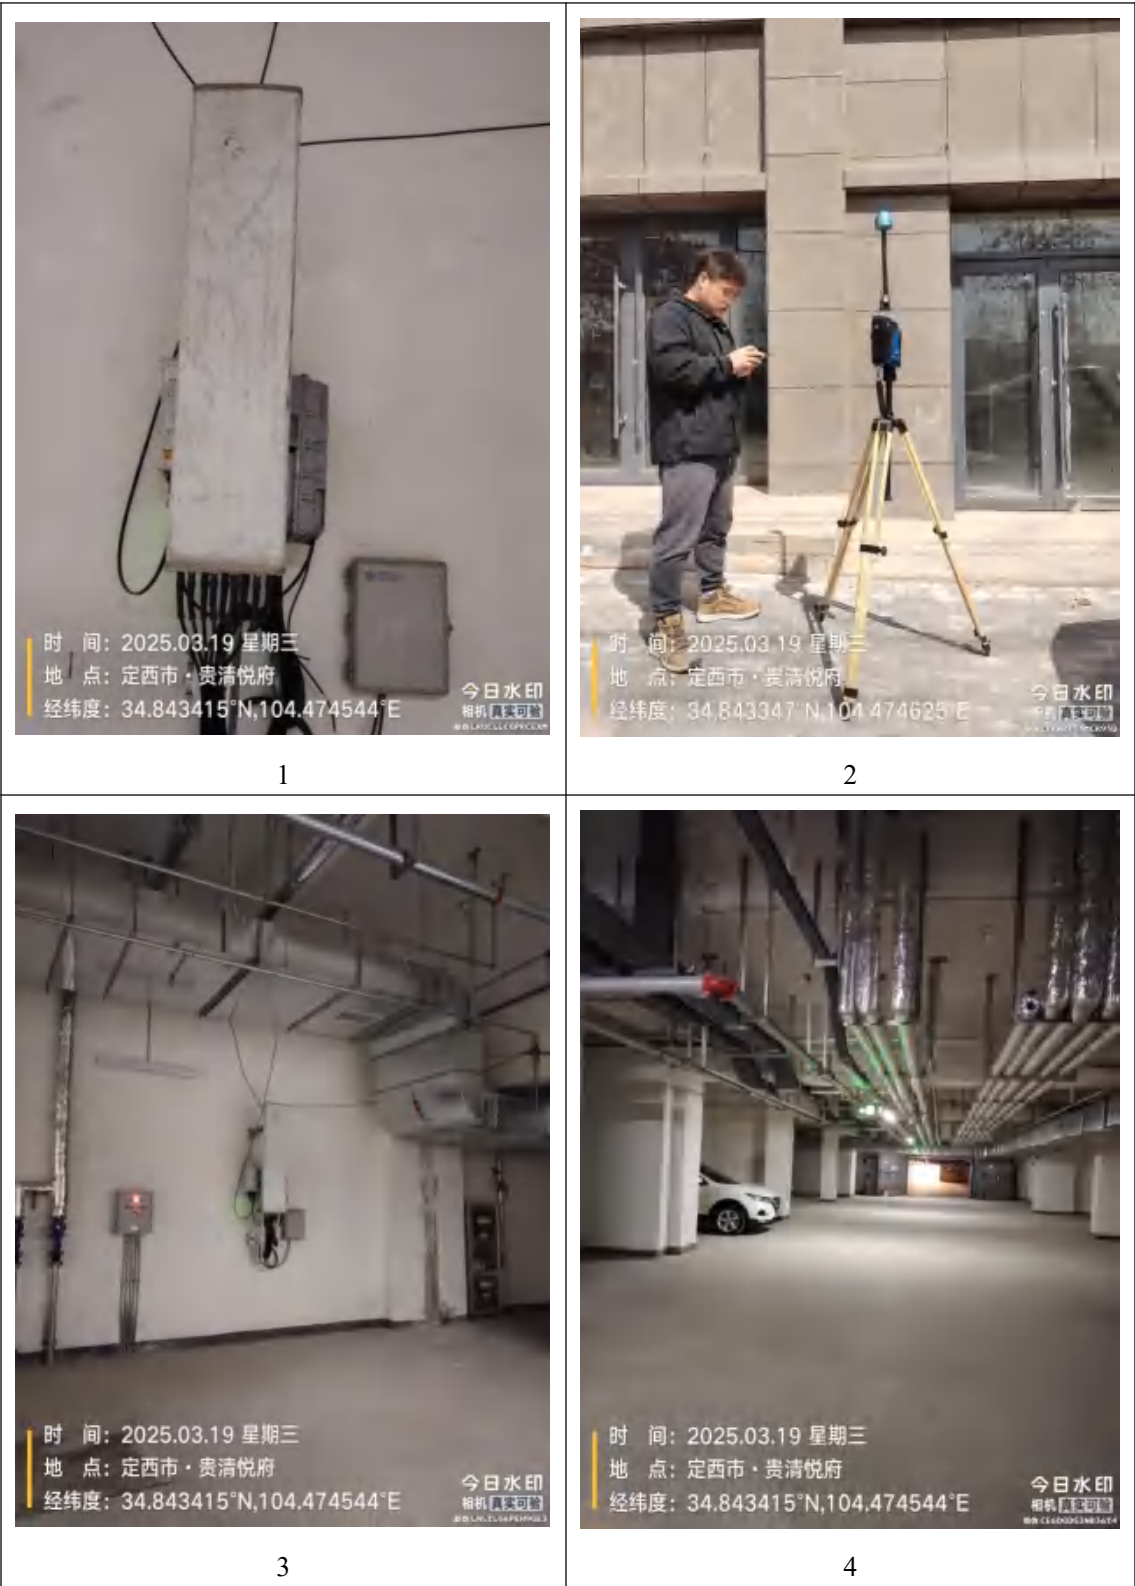 时 间：2025.03.19 星期三
地 点：定西市·贵清悦府
经纬度：34.843415°N,104.474544°E
今日水印
相机 真实可验
1
时 间：2025.03.19 星期三
地 点：定西市·贵清悦府
经纬度：34.843347°N,104.474625°E
今日水印
相机 真实可验
2
时 间：2025.03.19 星期三
地 点：定西市·贵清悦府
经纬度：34.843415°N,104.474544°E
今日水印
相机 真实可验
3
时 间：2025.03.19 星期三
地 点：定西市·贵清悦府
经纬度：34.843415°N,104.474544°E
今日水印
相机 真实可验
4